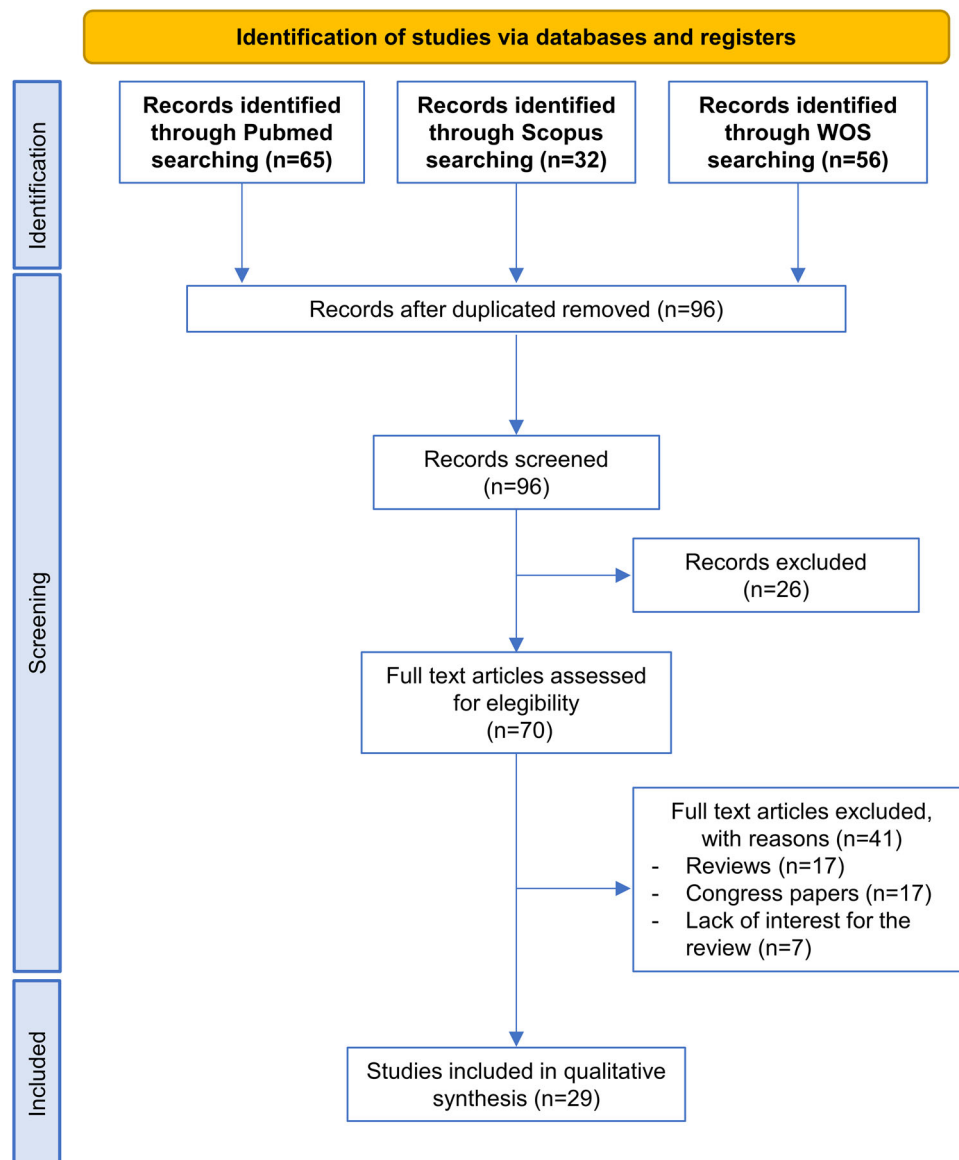 Identification of studies via databases and registers
Identification
Records identified
through Pubmed
searching (n=65)
Records identified
through Scopus
searching (n=32)
Records identified
through WOS
searching (n=56)
Screening
Records after duplicated removed (n=96)
Records screened
(n=96)
Records excluded
(n=26)
Full text articles assessed
for elegibility
(n=70)
Full text articles excluded,
with reasons (n=41)
- Reviews (n=17)
- Congress papers (n=17)
- Lack of interest for the
review (n=7)
Included
Studies included in qualitative
synthesis (n=29)